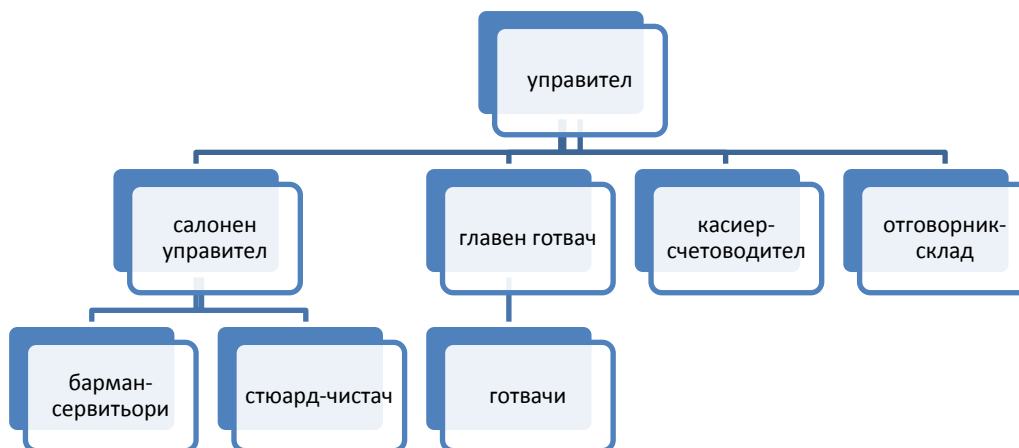 управител
салонен
управител
главен готвач
касиер-
счетоводител
отговорник-
склад
барман-
сервитьори
стюард-чистач
готвачи